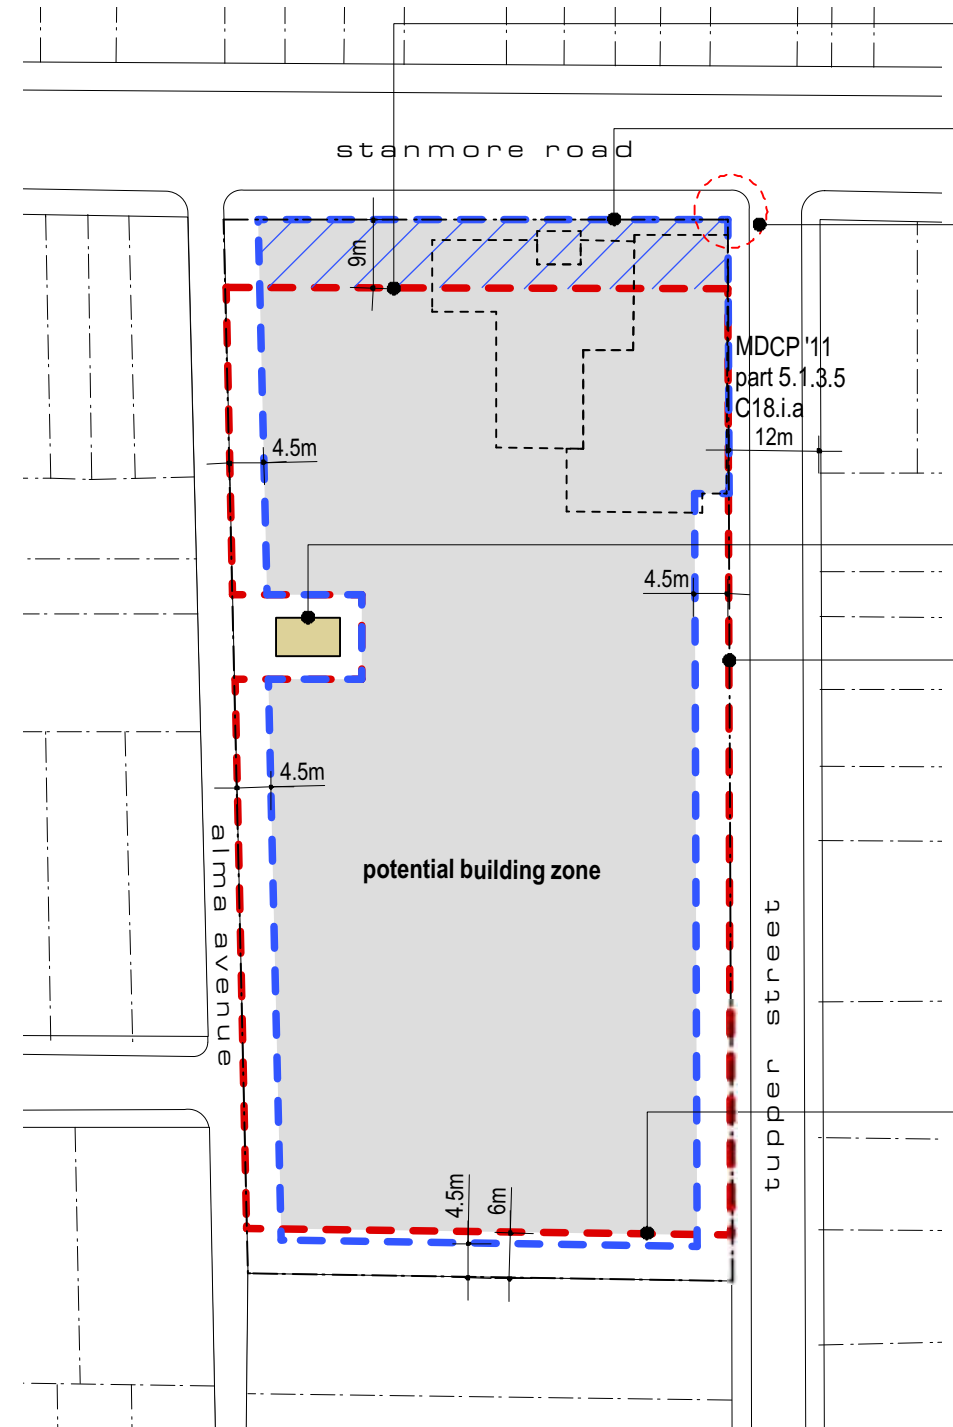 stanmore road
9m
MDCP '11
part 5.1.3.5
C18.i.a
12m
4.5m
4.5m
4.5m
potential building zone
alma avenue
tupper street
4.5m
6m